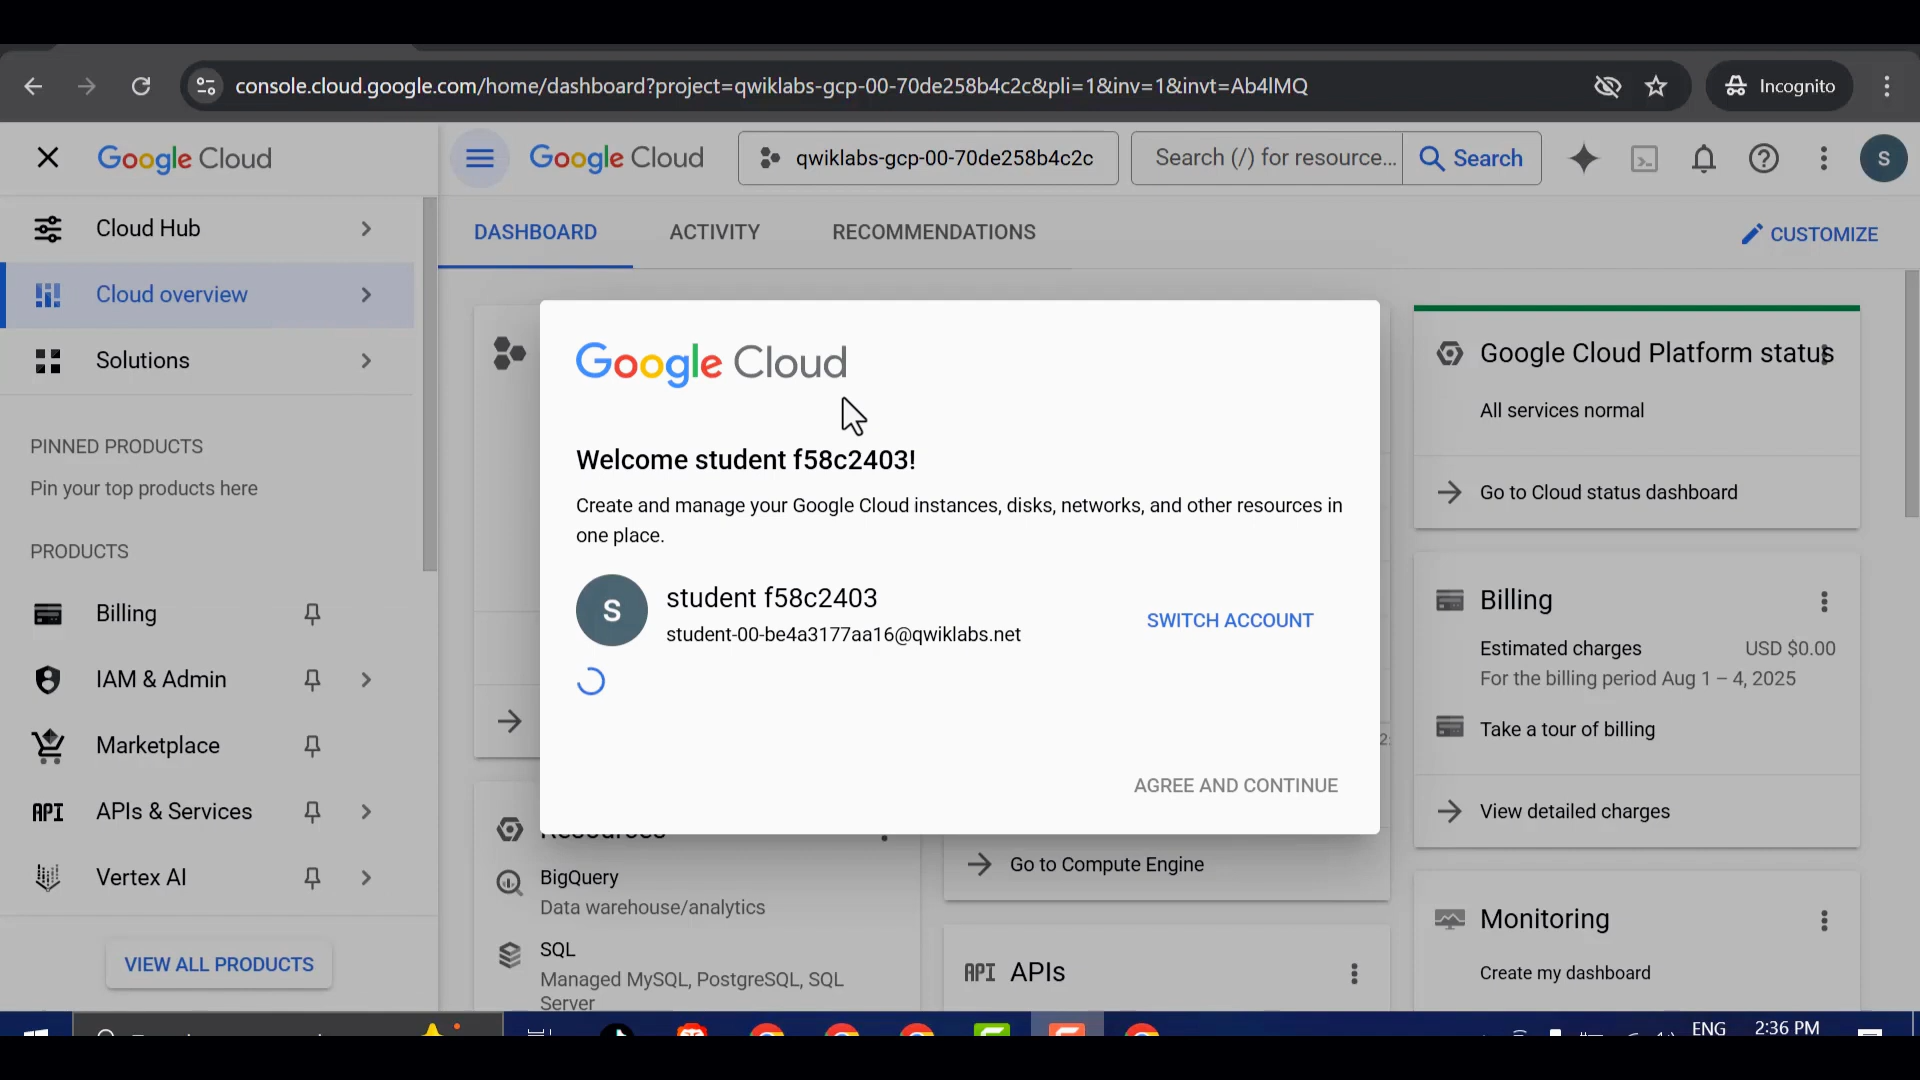 console.cloud.google.com/home/dashboard?project=qwiklabs-gcp-00-70de258b4c2c&pli=1&inv=1&invt=Ab4lMQ
Incognito
Google Cloud
Google Cloud
qwiklabs-gcp-00-70de258b4c2c
Search (/) for resource...
Search
S
Cloud Hub
Cloud overview
Solutions
PINNED PRODUCTS
Pin your top products here
PRODUCTS
Billing
IAM & Admin
Marketplace
API APIs & Services
Vertex AI
VIEW ALL PRODUCTS
DASHBOARD
ACTIVITY
RECOMMENDATIONS
CUSTOMIZE
Google Cloud
Welcome student f58c2403!
Create and manage your Google Cloud instances, disks, networks, and other resources in
one place.
S
student f58c2403
student-00-be4a3177aa16@qwiklabs.net
SWITCH ACCOUNT
AGREE AND CONTINUE
Resources
BigQuery
Data warehouse/analytics
SQL
Managed MySQL, PostgreSQL, SQL
Server
Go to Compute Engine
API APIs
Google Cloud Platform status
All services normal
Go to Cloud status dashboard
Billing
Estimated charges USD $0.00
For the billing period Aug 1 – 4, 2025
Take a tour of billing
View detailed charges
Monitoring
Create my dashboard
ENG
2:36 PM